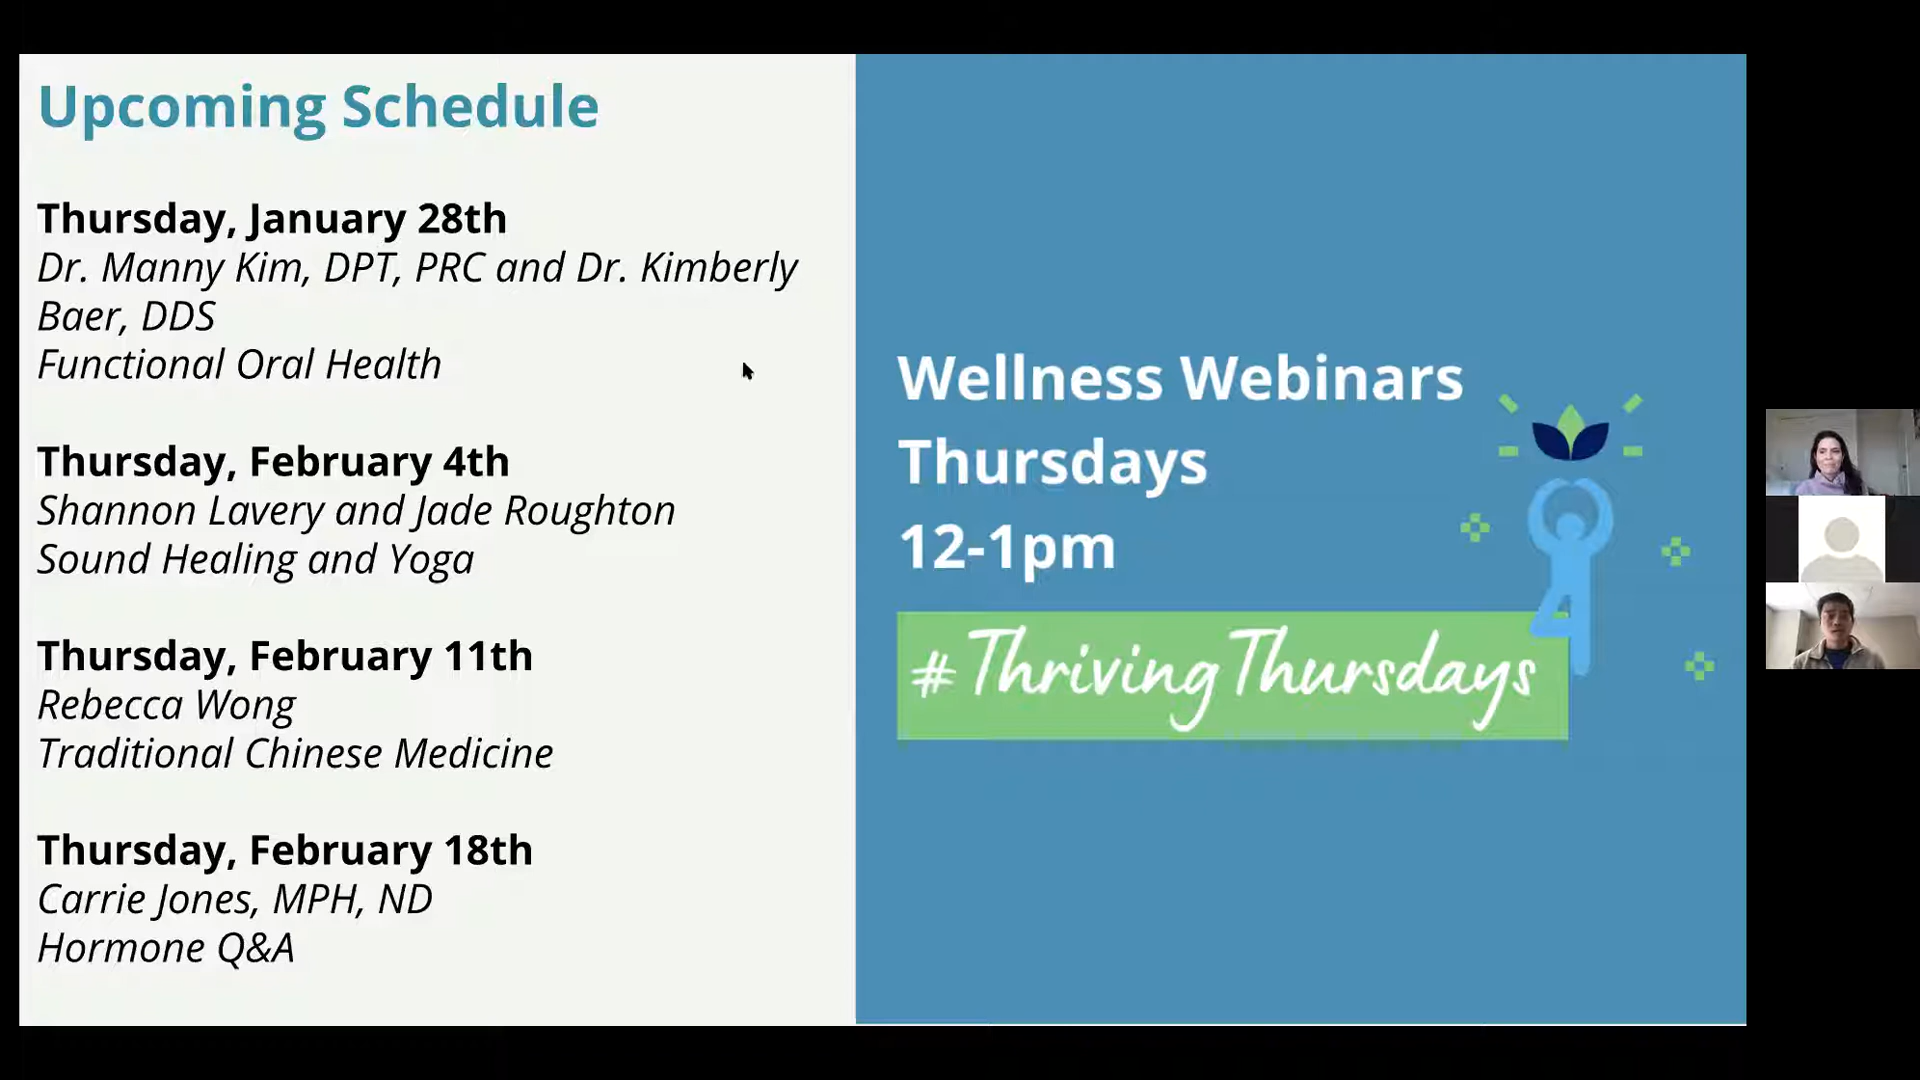 Upcoming Schedule
Thursday, January 28th
Dr. Manny Kim, DPT, PRC and Dr. Kimberly
Baer, DDS
Functional Oral Health
Thursday, February 4th
Shannon Lavery and Jade Roughton
Sound Healing and Yoga
Thursday, February 11th
Rebecca Wong
Traditional Chinese Medicine
Thursday, February 18th
Carrie Jones, MPH, ND
Hormone Q&A
Wellness Webinars
Thursdays
12-1pm
#ThrivingThursdays